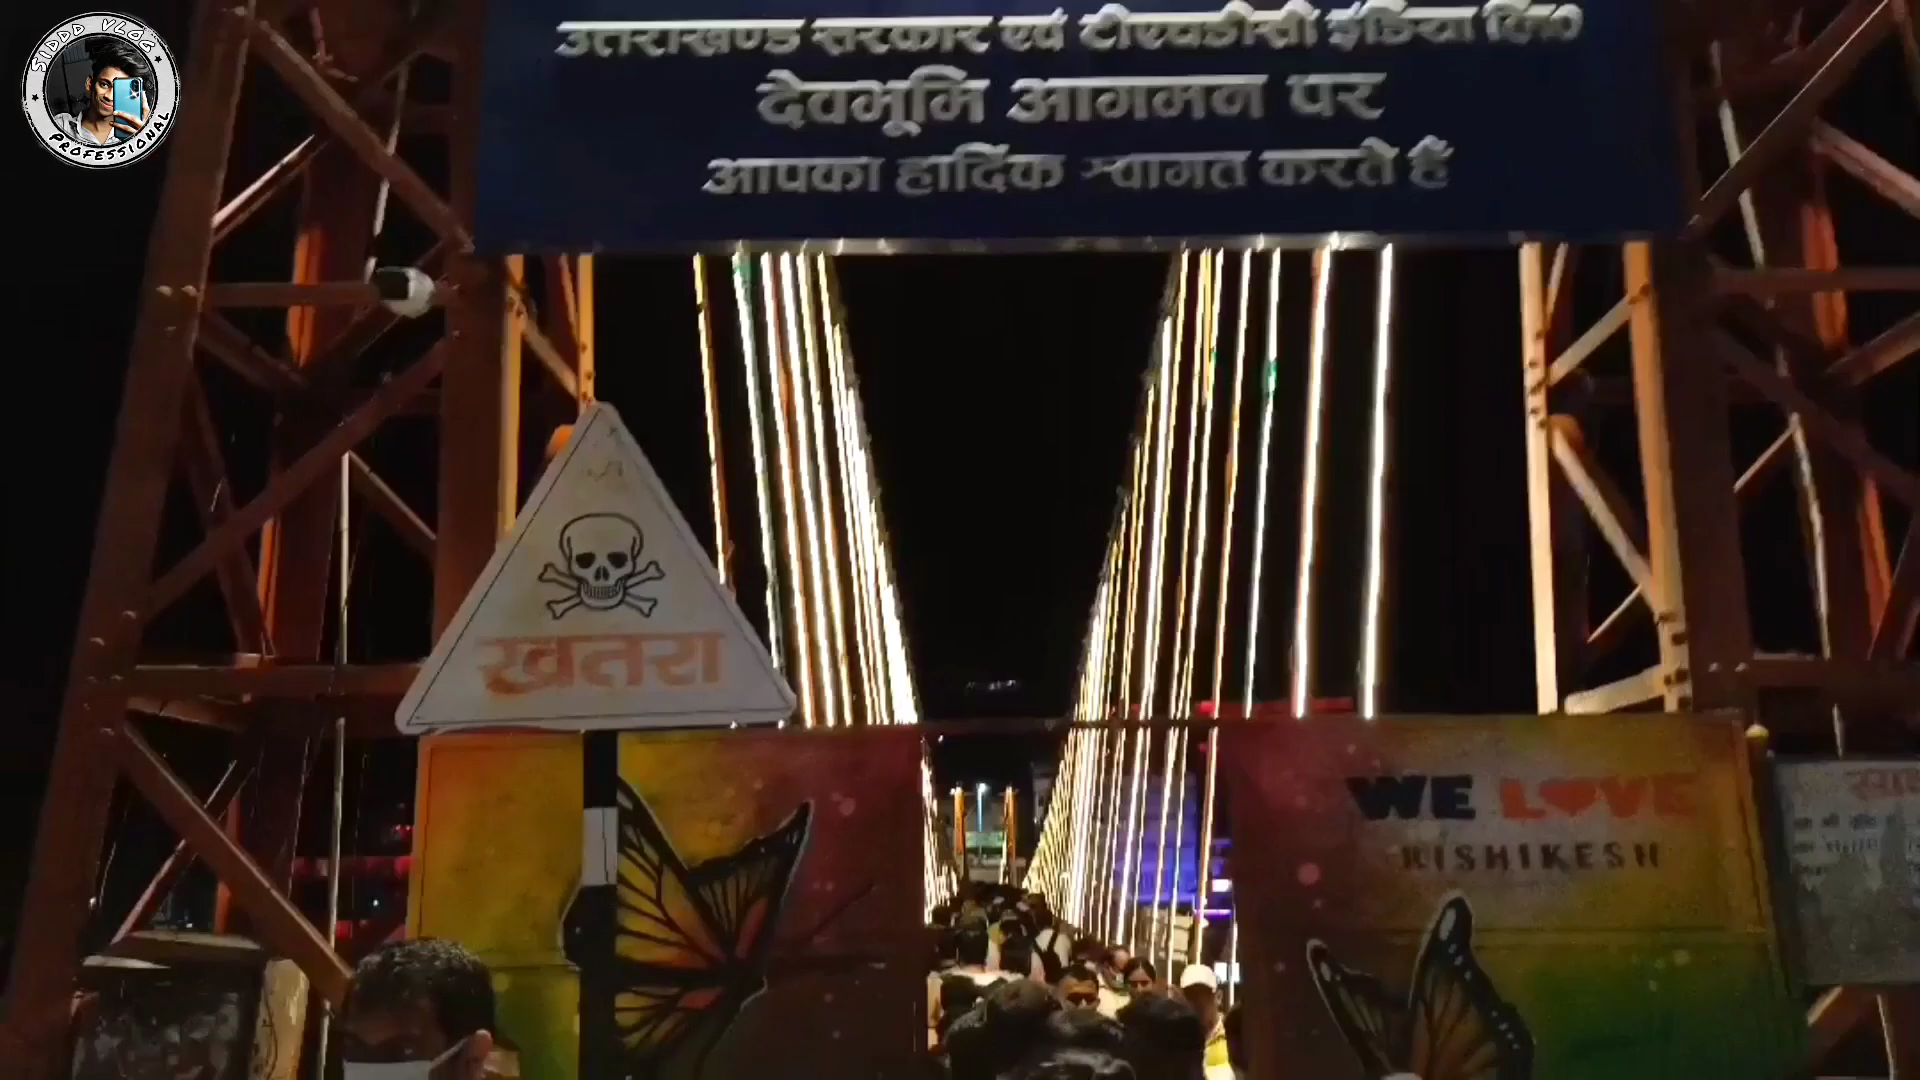 SIDDD VLOG
PROFESSIONAL
उत्तराखण्ड सरकार एवं टीएचडीसी इंडिया लि०
देवभूमि आगमन पर
आपका हार्दिक स्वागत करते हैं
खतरा
WE LOVE
RISHIKESH